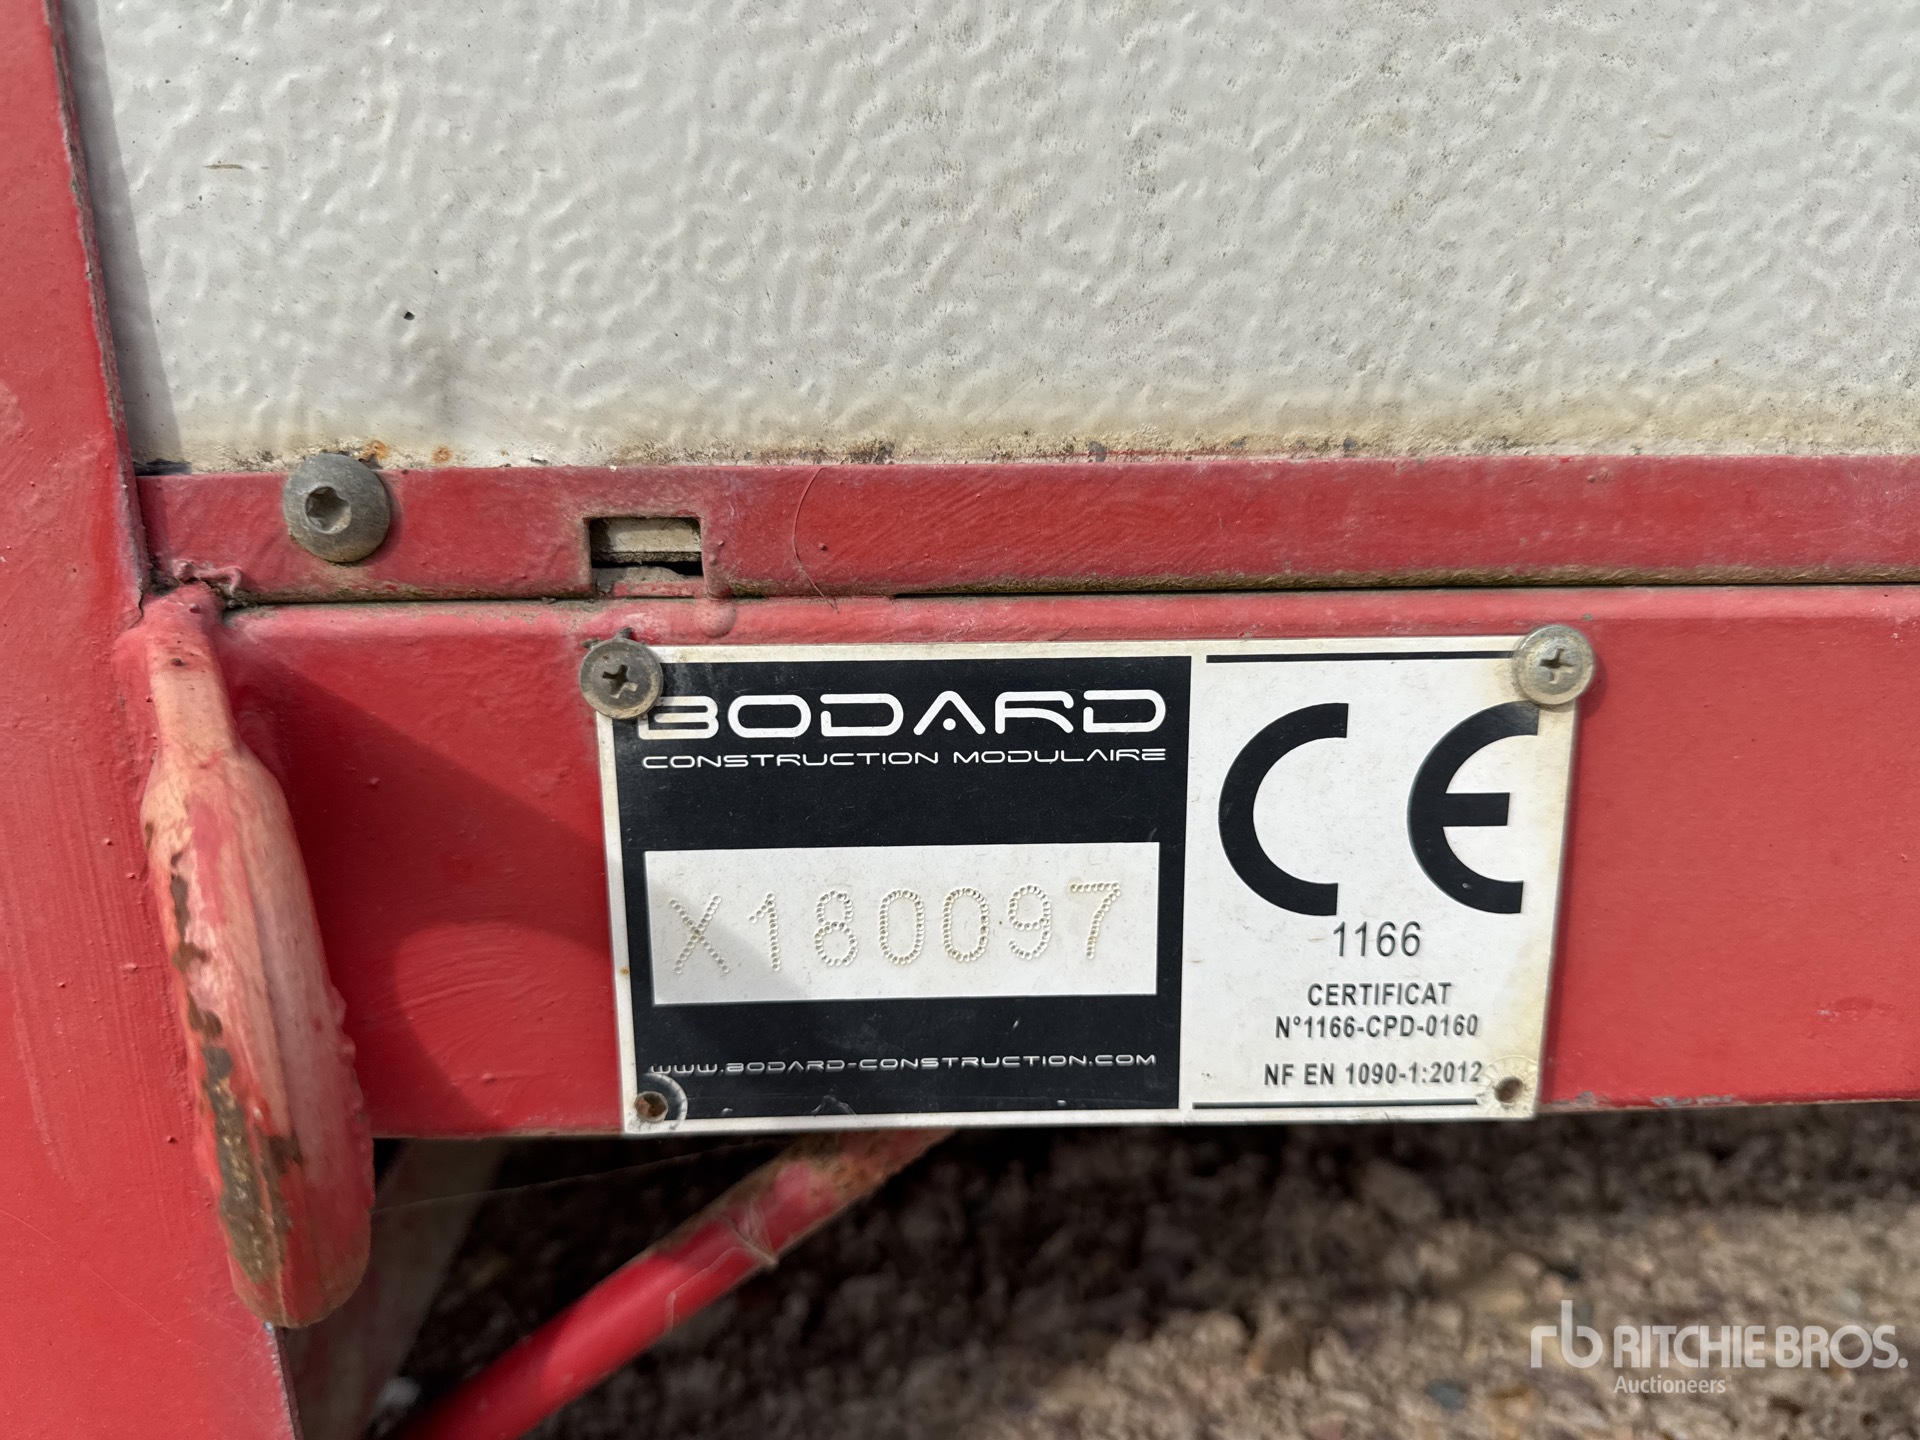 BODARD
CONSTRUCTION MODULAIRE
X180097
WWW.BODARD-CONSTRUCTION.COM
CE
1166
CERTIFICAT
N°1166-CPD-0160
NF EN 1090-1:2012
rb RITCHIE BROS.
Auctioneers